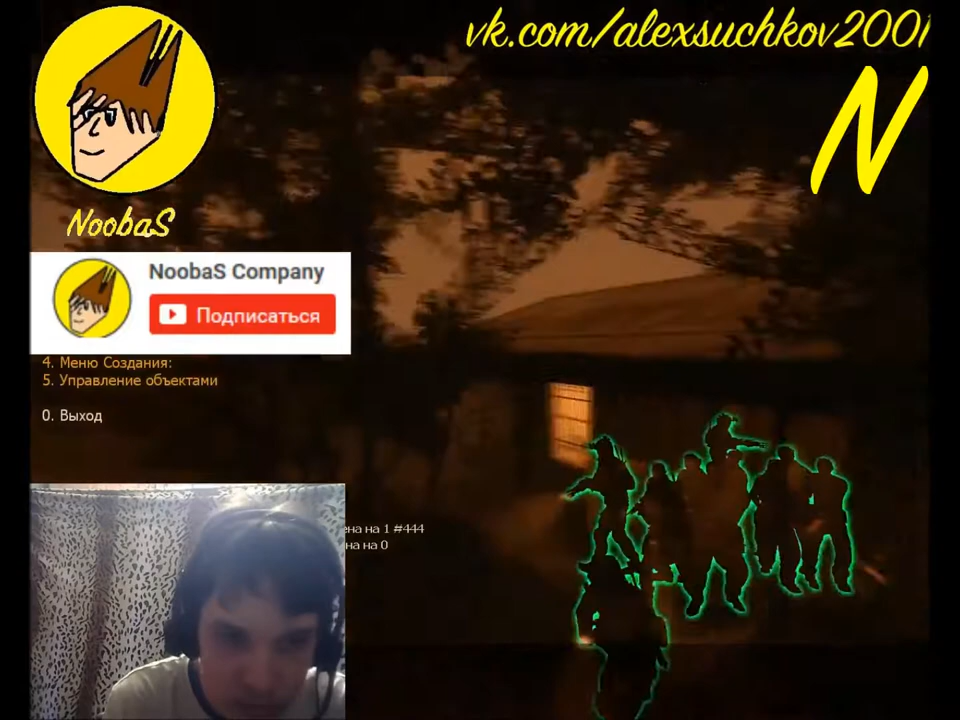 vk.com/alexsuchkov2001
N
NoobaS
NoobaS Company
Подписаться
4. Меню Создания:
5. Управление объектами
0. Выход
ена на 1 #444
на на 0